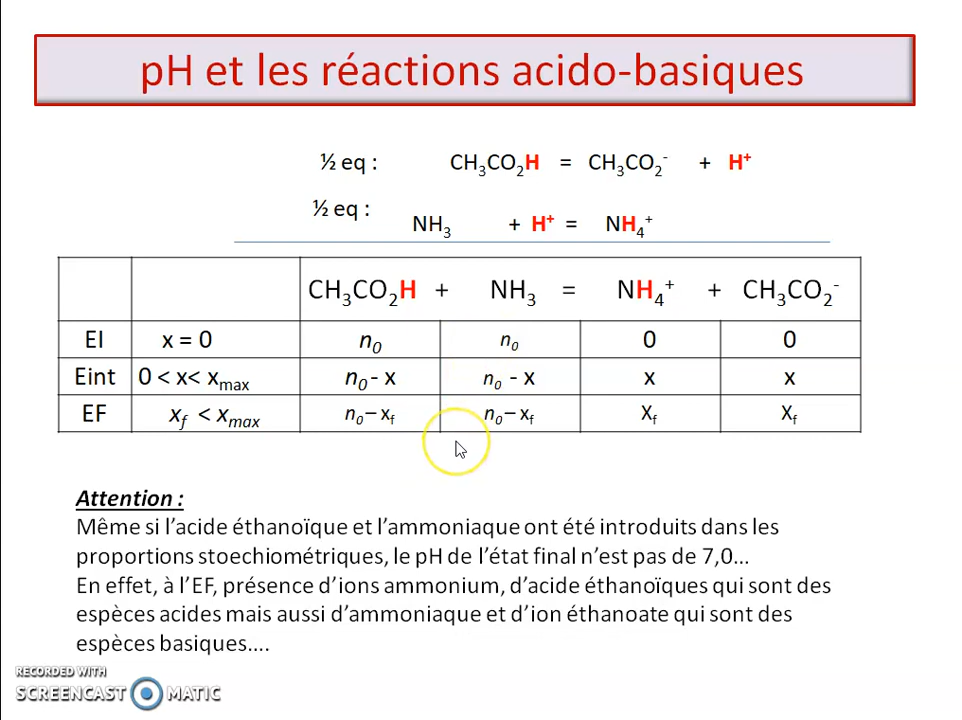 pH et les réactions acido-basiques
½ eq : CH₃CO₂H = CH₃CO₂⁻ + H⁺
½ eq : NH₃ + H⁺ = NH₄⁺
CH₃CO₂H + NH₃ = NH₄⁺ + CH₃CO₂⁻
EI x = 0 n₀ n₀ 0 0
Eint 0 < x< xmax n₀ - x n₀ - x x x
EF xf < xmax n₀ – xf n₀ – xf Xf Xf
Attention :
Même si l’acide éthanoïque et l’ammoniaque ont été introduits dans les
proportions stoechiométriques, le pH de l’état final n’est pas de 7,0…
En effet, à l’EF, présence d’ions ammonium, d’acide éthanoïques qui sont des
espèces acides mais aussi d’ammoniaque et d’ion éthanoate qui sont des
espèces basiques….
RECORDED WITH
SCREENCAST MATIC